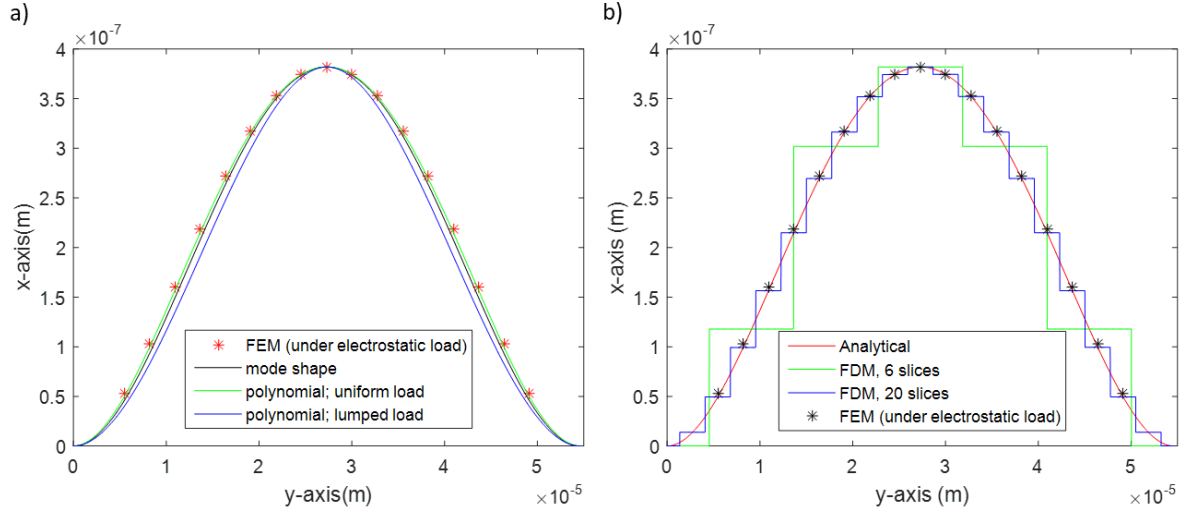 a)
×10⁻⁷
4
3.5
3
2.5
2
1.5
1
0.5
0
x-axis(m)
FEM (under electrostatic load)
mode shape
polynomial; uniform load
polynomial; lumped load
0 1 2 3 4 5
y-axis(m)
×10⁻⁵
b)
×10⁻⁷
4
3.5
3
2.5
2
1.5
1
0.5
0
x-axis (m)
Analytical
FDM, 6 slices
FDM, 20 slices
FEM (under electrostatic load)
0 1 2 3 4 5
y-axis(m)
×10⁻⁵